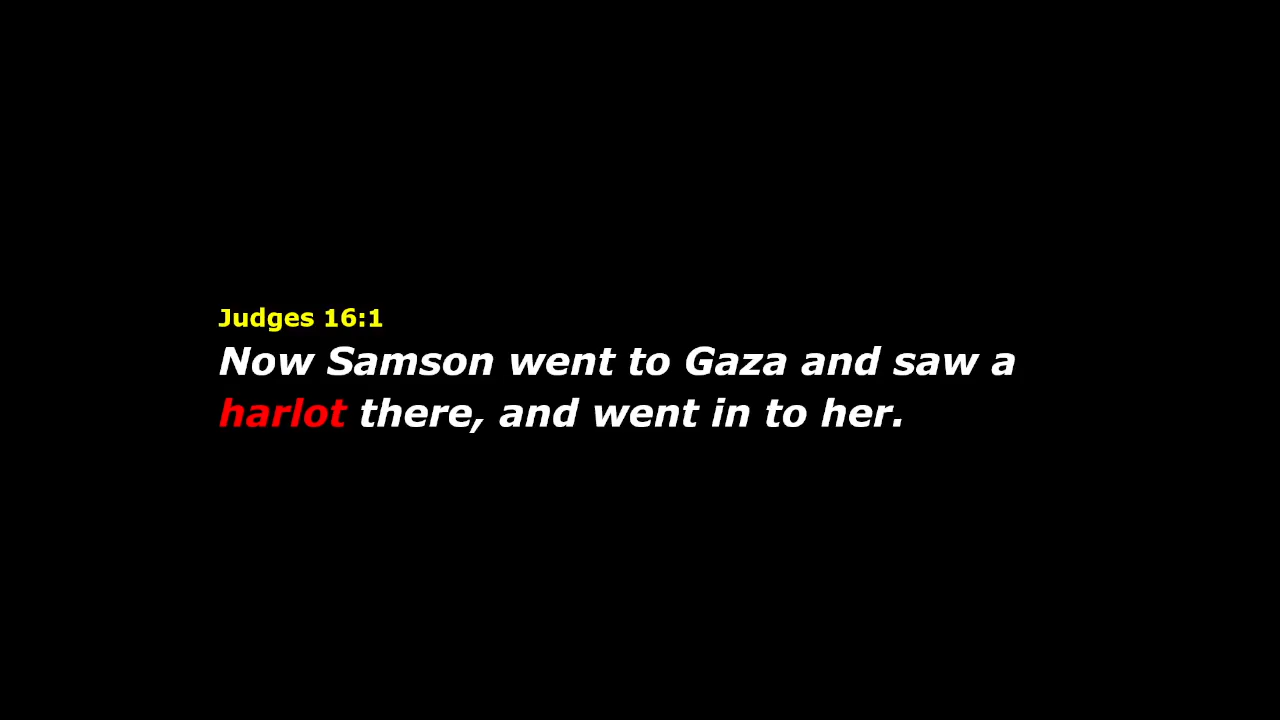 Judges 16:1
Now Samson went to Gaza and saw a
harlot there, and went in to her.